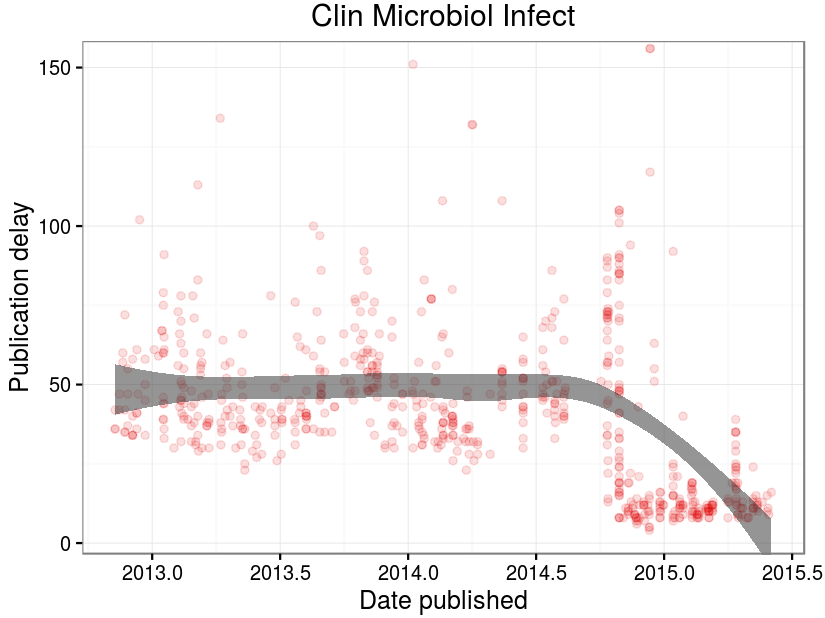 Clin Microbiol Infect
150
100
50
0
Publication delay
2013.0 2013.5 2014.0 2014.5 2015.0 2015.5
Date published